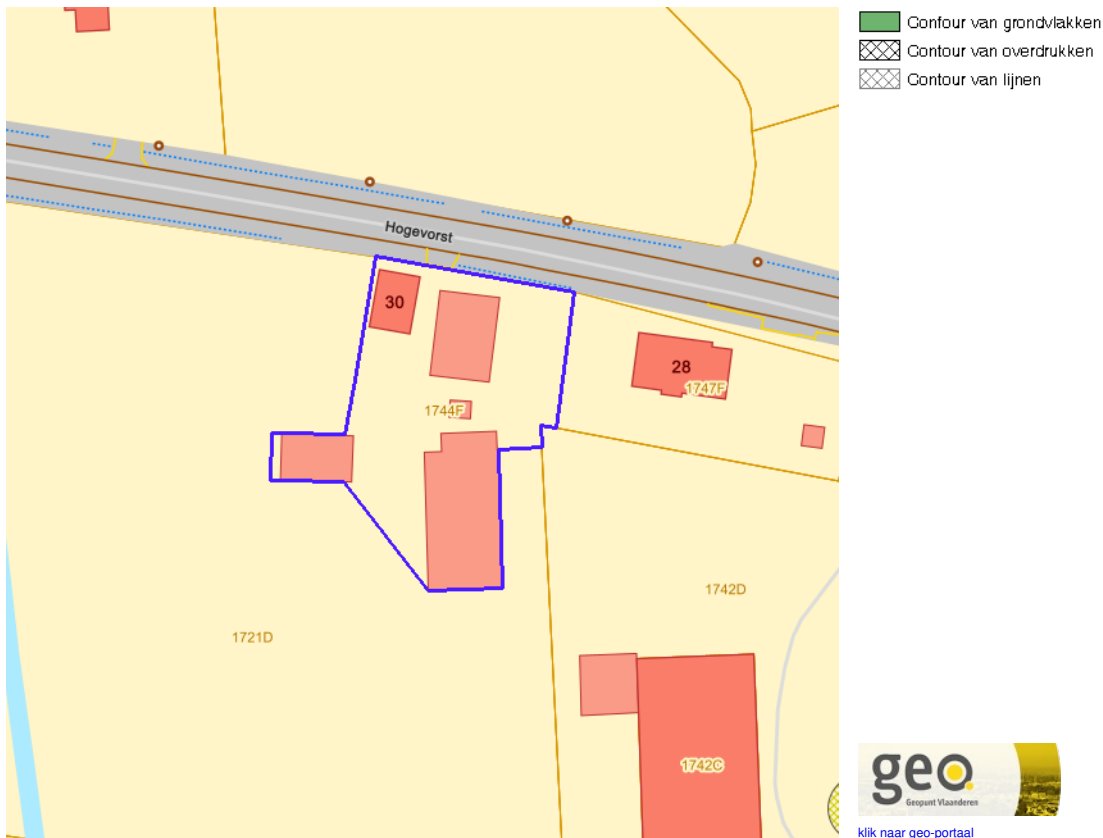 Contour van grondvlakken
Contour van overdrukken
Contour van lijnen
Hogevorst
30
28
1747F
1744F
1742D
1721D
1742C
geo.
Geopunt Vlaanderen
klik naar geo-portaal